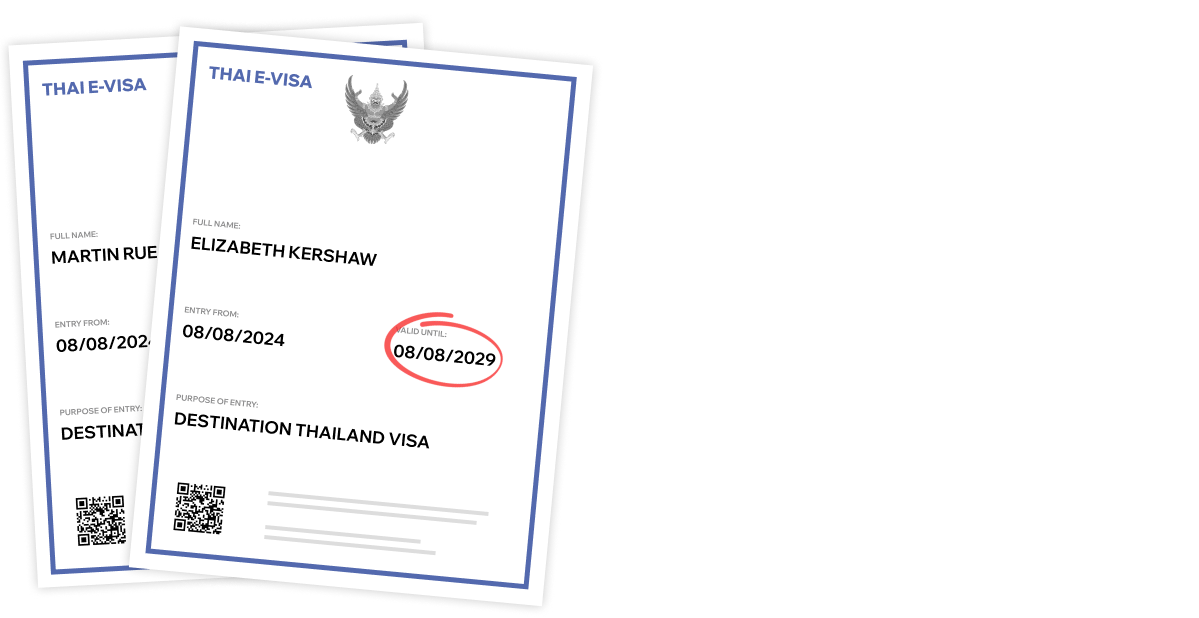 THAI E-VISA
FULL NAME:
MARTIN RUE
ENTRY FROM:
08/08/2024
PURPOSE OF ENTRY:
DESTINAT
THAI E-VISA
FULL NAME:
ELIZABETH KERSHAW
ENTRY FROM:
08/08/2024
VALID UNTIL:
08/08/2029
PURPOSE OF ENTRY:
DESTINATION THAILAND VISA